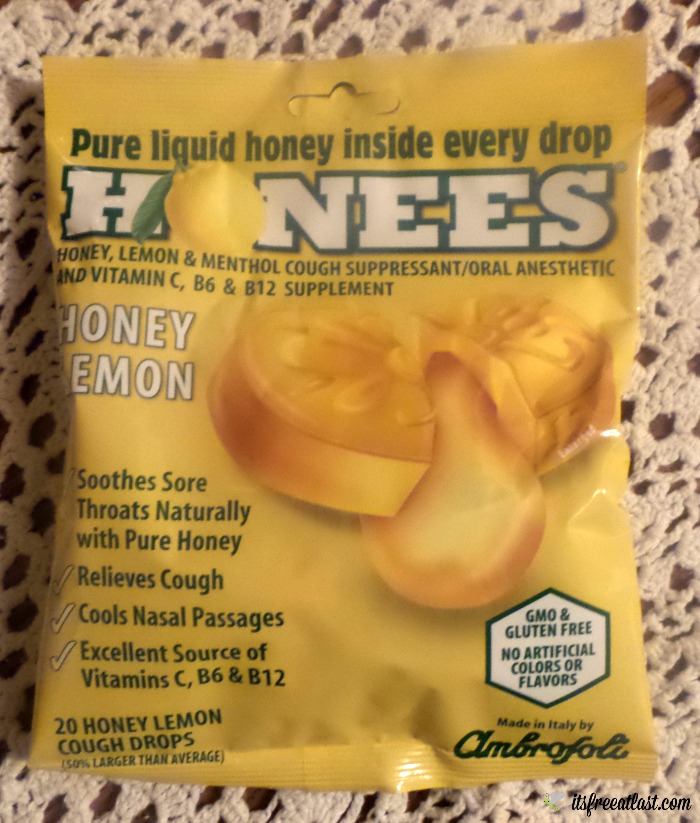 Pure liquid honey inside every drop
HONEES®
HONEY, LEMON & MENTHOL COUGH SUPPRESSANT/ORAL ANESTHETIC
AND VITAMIN C, B6 & B12 SUPPLEMENT
HONEY
LEMON
Soothes Sore
Throats Naturally
with Pure Honey
Relieves Cough
Cools Nasal Passages
Excellent Source of
Vitamins C, B6 & B12
GMO &
GLUTEN FREE
NO ARTIFICIAL
COLORS OR
FLAVORS
20 HONEY LEMON
COUGH DROPS
(50% LARGER THAN AVERAGE)
Made in Italy by
Ambrosoli
itsfreeatlast.com